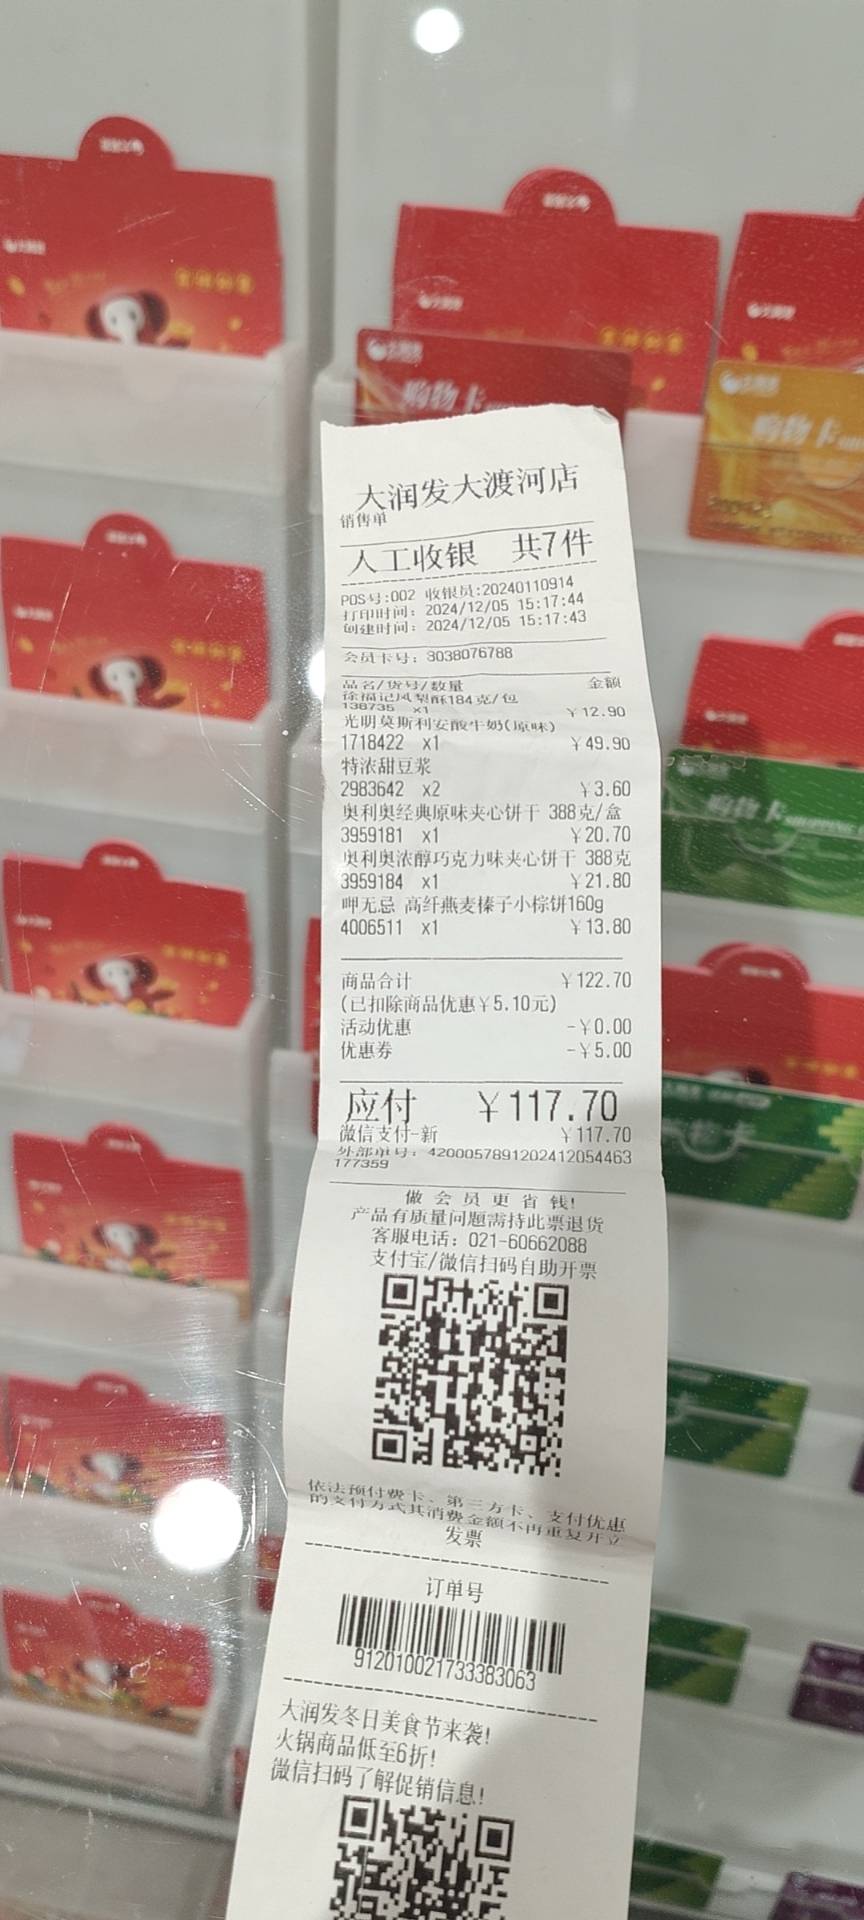 购物卡
购物卡
购物卡
大润发大渡河店
销售单
人工收银 共7件
POS号:002 收银员:20240110914
打印时间: 2024/12/05 15:17:44
创建时间: 2024/12/05 15:17:43
会员卡号: 3038076788
品名/货号/数量 金额
徐福记凤梨酥184克/包
138735 x1 ¥12.90
光明莫斯利安酸牛奶(原味)
1718422 x1 ¥49.90
特浓甜豆浆
2983642 x2 ¥3.60
奥利奥经典原味夹心饼干 388克/盒
3959181 x1 ¥20.70
奥利奥浓醇巧克力味夹心饼干 388克
3959184 x1 ¥21.80
呷无忌 高纤燕麦榛子小棕饼160g
4006511 x1 ¥13.80
商品合计 ¥122.70
(已扣除商品优惠¥5.10元)
活动优惠 -¥0.00
优惠券 -¥5.00
应付 ¥117.70
微信支付-新 ¥117.70
外部单号: 4200057891202412054463
177359
做会员更省钱!
产品有质量问题需持此票退货
客服电话: 021-60662088
支付宝/微信扫码自助开票
依法预付费卡、第三方卡、支付优惠
的支付方式其消费金额不再重复开立
发票
订单号
912010021733383063
大润发冬日美食节来袭!
火锅商品低至6折!
微信扫码了解促销信息!